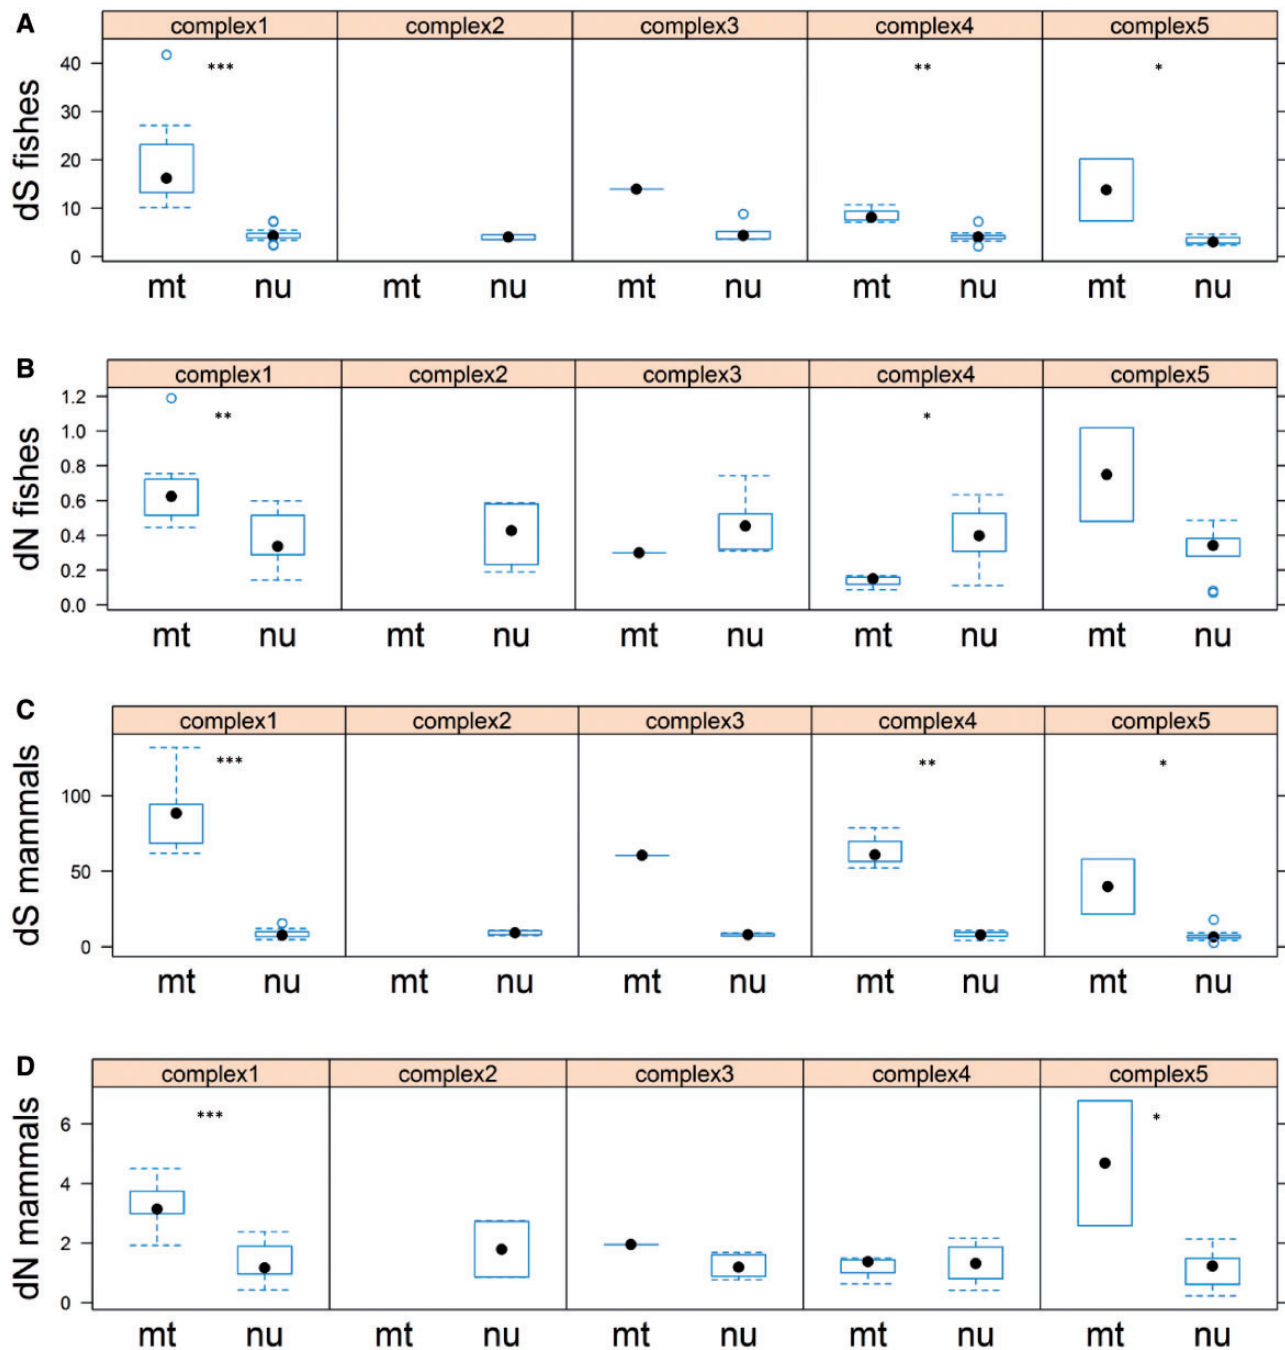 A
complex1 complex2 complex3 complex4 complex5
dS fishes
40
30
20
10
0
*** ** *
mt nu mt nu mt nu mt nu mt nu
B
complex1 complex2 complex3 complex4 complex5
dN fishes
1.2
1.0
0.8
0.6
0.4
0.2
0.0
** *
mt nu mt nu mt nu mt nu mt nu
C
complex1 complex2 complex3 complex4 complex5
dS mammals
100
50
0
*** ** *
mt nu mt nu mt nu mt nu mt nu
D
complex1 complex2 complex3 complex4 complex5
dN mammals
6
4
2
0
*** *
mt nu mt nu mt nu mt nu mt nu